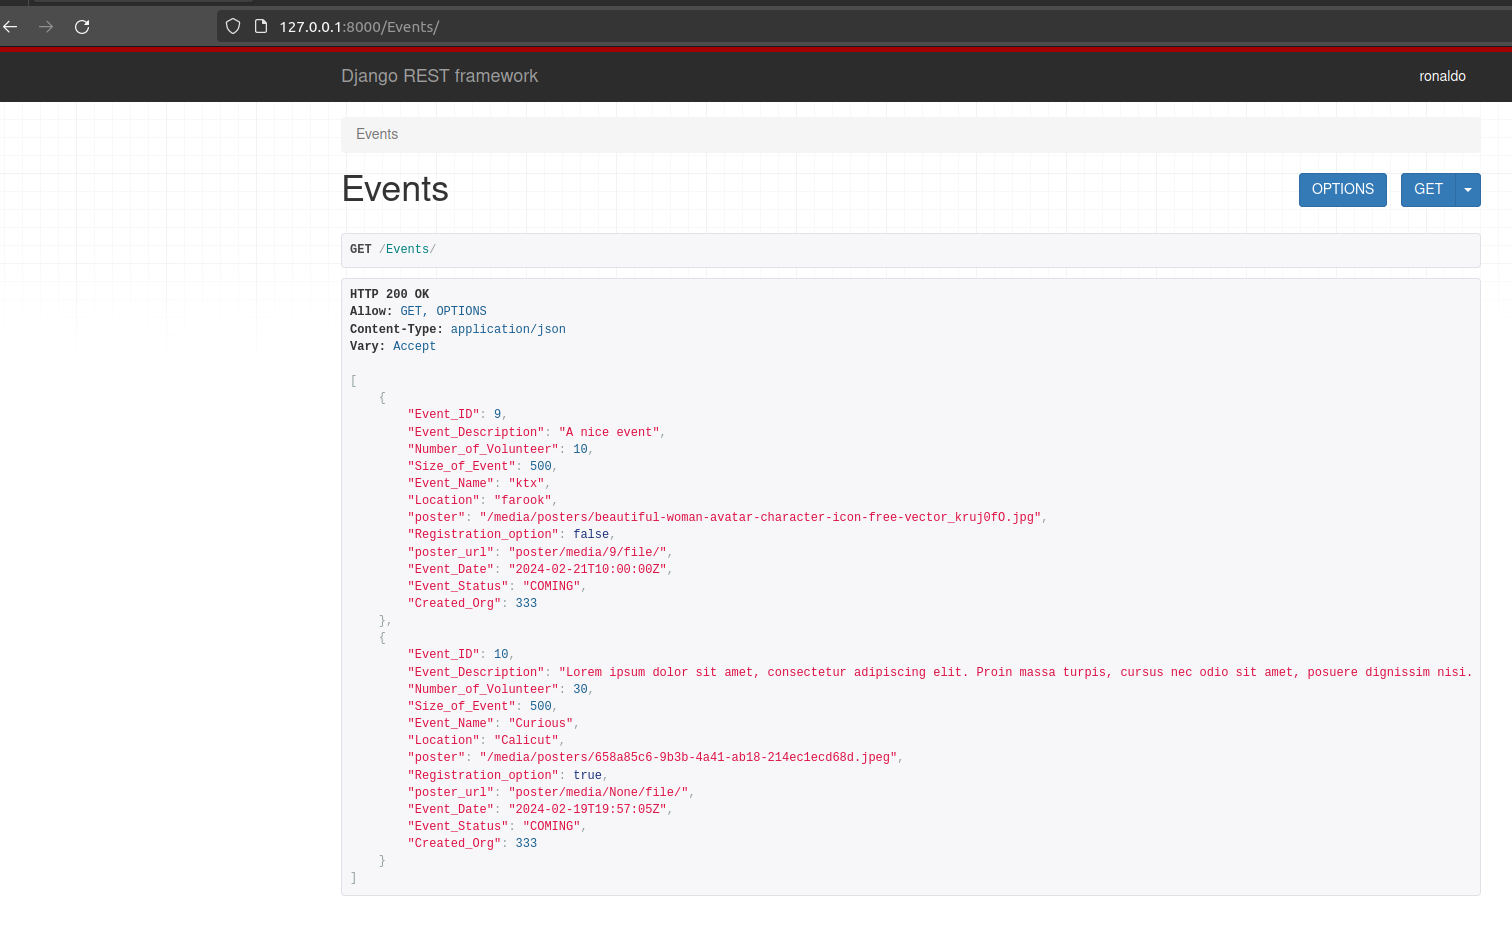 127.0.0.1:8000/Events/
Django REST framework
ronaldo
Events
Events
OPTIONS
GET
GET /Events/
HTTP 200 OK
Allow: GET, OPTIONS
Content-Type: application/json
Vary: Accept
[
{
"Event_ID": 9,
"Event_Description": "A nice event",
"Number_of_Volunteer": 10,
"Size_of_Event": 500,
"Event_Name": "ktx",
"Location": "farook",
"poster": "/media/posters/beautiful-woman-avatar-character-icon-free-vector_kruj0fO.jpg",
"Registration_option": false,
"poster_url": "poster/media/9/file/",
"Event_Date": "2024-02-21T10:00:00Z",
"Event_Status": "COMING",
"Created_Org": 333
},
{
"Event_ID": 10,
"Event_Description": "Lorem ipsum dolor sit amet, consectetur adipiscing elit. Proin massa turpis, cursus nec odio sit amet, posuere dignissim nisi.
"Number_of_Volunteer": 30,
"Size_of_Event": 500,
"Event_Name": "Curious",
"Location": "Calicut",
"poster": "/media/posters/658a85c6-9b3b-4a41-ab18-214ec1ecd68d.jpeg",
"Registration_option": true,
"poster_url": "poster/media/None/file/",
"Event_Date": "2024-02-19T19:57:05Z",
"Event_Status": "COMING",
"Created_Org": 333
}
]